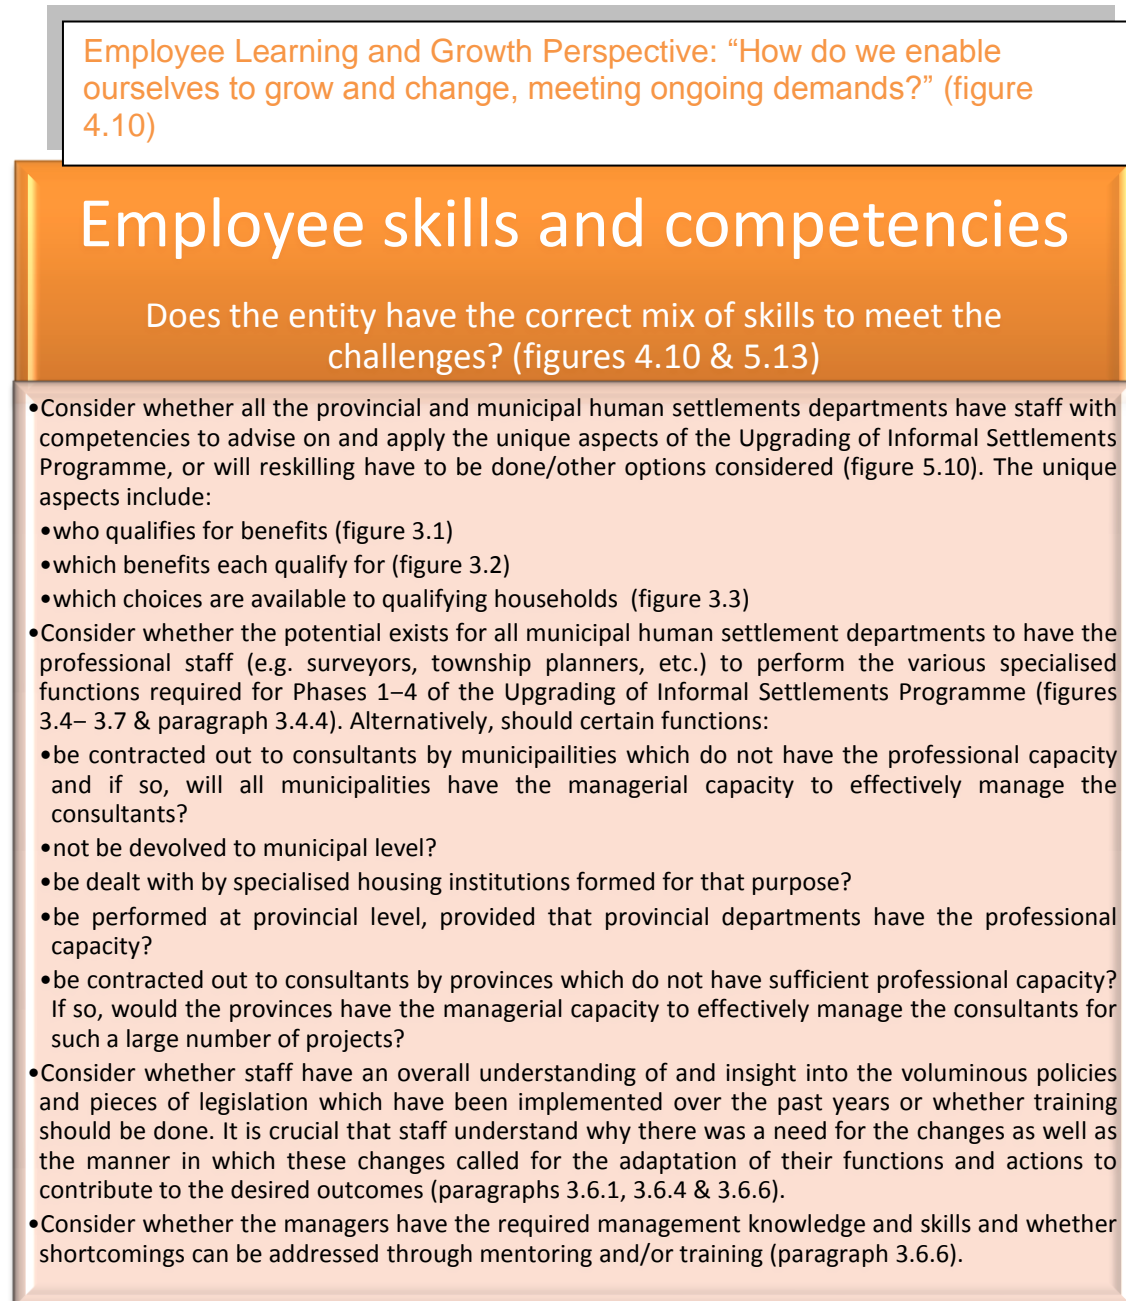 Employee Learning and Growth Perspective: “How do we enable
ourselves to grow and change, meeting ongoing demands?” (figure
4.10)
Employee skills and competencies
Does the entity have the correct mix of skills to meet the
challenges? (figures 4.10 & 5.13)
•Consider whether all the provincial and municipal human settlements departments have staff with
competencies to advise on and apply the unique aspects of the Upgrading of Informal Settlements
Programme, or will reskilling have to be done/other options considered (figure 5.10). The unique
aspects include:
•who qualifies for benefits (figure 3.1)
•which benefits each qualify for (figure 3.2)
•which choices are available to qualifying households (figure 3.3)
•Consider whether the potential exists for all municipal human settlement departments to have the
professional staff (e.g. surveyors, township planners, etc.) to perform the various specialised
functions required for Phases 1–4 of the Upgrading of Informal Settlements Programme (figures
3.4– 3.7 & paragraph 3.4.4). Alternatively, should certain functions:
•be contracted out to consultants by municipailities which do not have the professional capacity
and if so, will all municipalities have the managerial capacity to effectively manage the
consultants?
•not be devolved to municipal level?
•be dealt with by specialised housing institutions formed for that purpose?
•be performed at provincial level, provided that provincial departments have the professional
capacity?
•be contracted out to consultants by provinces which do not have sufficient professional capacity?
If so, would the provinces have the managerial capacity to effectively manage the consultants for
such a large number of projects?
•Consider whether staff have an overall understanding of and insight into the voluminous policies
and pieces of legislation which have been implemented over the past years or whether training
should be done. It is crucial that staff understand why there was a need for the changes as well as
the manner in which these changes called for the adaptation of their functions and actions to
contribute to the desired outcomes (paragraphs 3.6.1, 3.6.4 & 3.6.6).
•Consider whether the managers have the required management knowledge and skills and whether
shortcomings can be addressed through mentoring and/or training (paragraph 3.6.6).